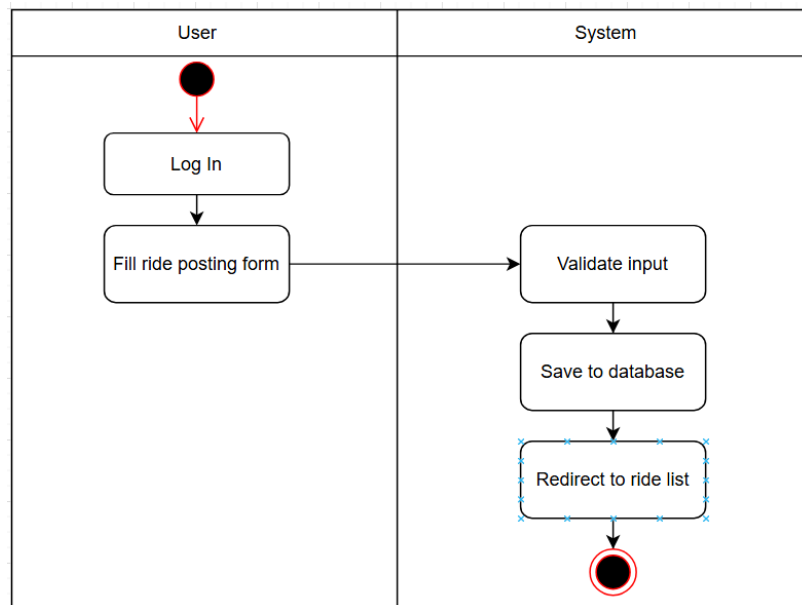 User
System
Log In
Fill ride posting form
Validate input
Save to database
Redirect to ride list